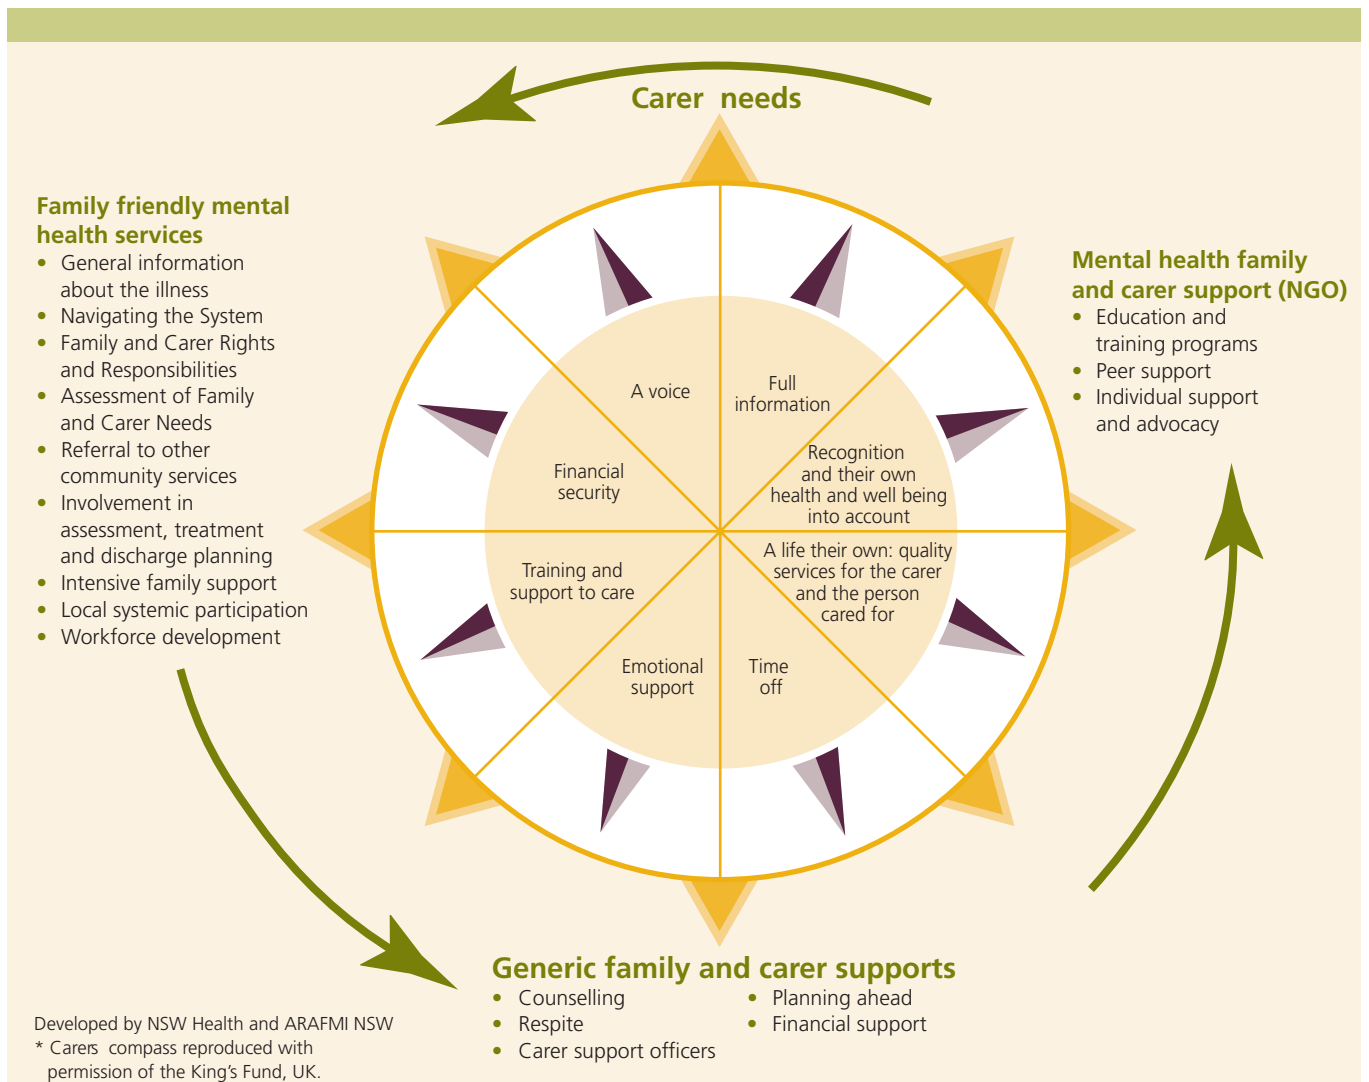 Carer needs
Family friendly mental
health services
• General information
about the illness
• Navigating the System
• Family and Carer Rights
and Responsibilities
• Assessment of Family
and Carer Needs
• Referral to other
community services
• Involvement in
assessment, treatment
and discharge planning
• Intensive family support
• Local systemic participation
• Workforce development
A voice
Full
information
Recognition
and their own
health and well being
into account
A life their own: quality
services for the carer
and the person
cared for
Time
off
Emotional
support
Training and
support to care
Financial
security
Mental health family
and carer support (NGO)
• Education and
training programs
• Peer support
• Individual support
and advocacy
Generic family and carer supports
• Counselling
• Respite
• Carer support officers
• Planning ahead
• Financial support
Developed by NSW Health and ARAFMI NSW
* Carers compass reproduced with
permission of the King's Fund, UK.